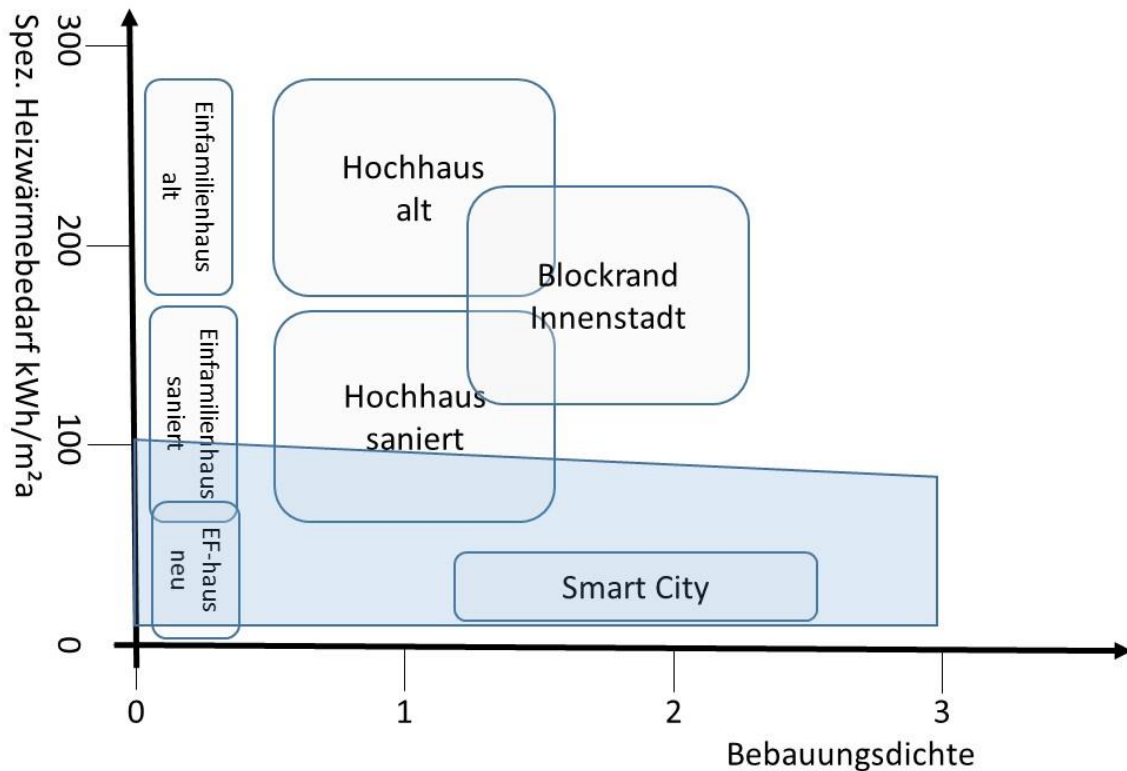 Spez. Heizwärmebedarf kWh/m²a
300
200
100
0
Einfamilienhaus
alt
Hochhaus
alt
Blockrand
Innenstadt
Einfamilienhaus
saniert
Hochhaus
saniert
EF-haus
neu
Smart City
0
1
2
3
Bebauungsdichte